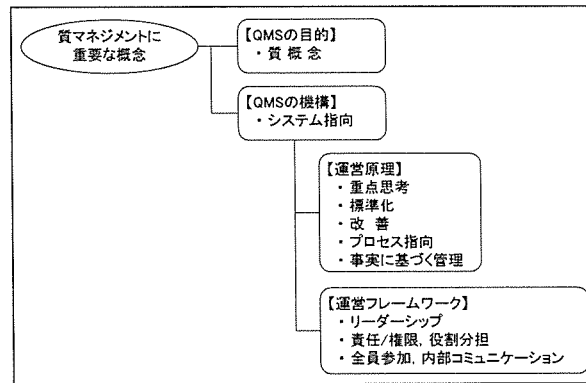 質マネジメントに
重要な概念
【QMSの目的】
・質 概 念
【QMSの機構】
・システム指向
【運営原理】
・重点思考
・標準化
・改 善
・プロセス指向
・事実に基づく管理
【運営フレームワーク】
・リーダーシップ
・責任/権限, 役割分担
・全員参加, 内部コミュニケーション